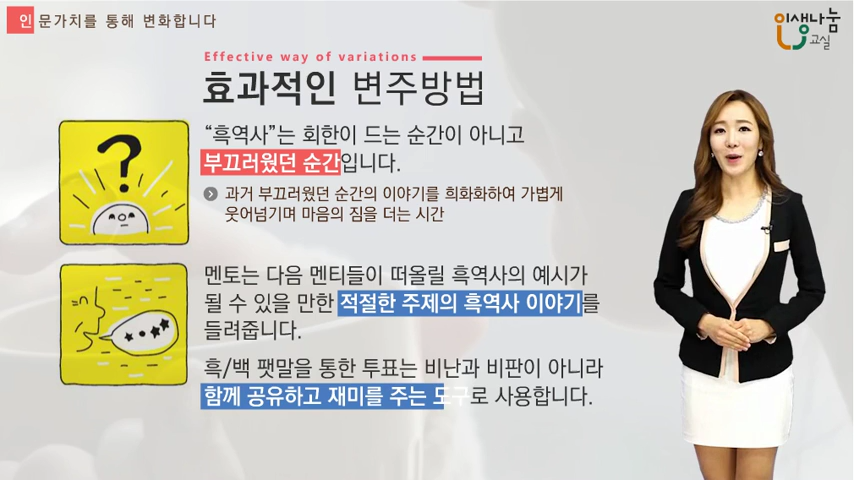 인문가치를 통해 변화합니다
인생나눔
교실
Effective way of variations
효과적인 변주방법
“흑역사”는 회한이 드는 순간이 아니고
부끄러웠던 순간입니다.
과거 부끄러웠던 순간의 이야기를 희화화하여 가볍게
웃어넘기며 마음의 짐을 더는 시간
멘토는 다음 멘티들이 떠올릴 흑역사의 예시가
될 수 있을 만한 적절한 주제의 흑역사 이야기를
들려줍니다.
흑/백 팻말을 통한 투표는 비난과 비판이 아니라
함께 공유하고 재미를 주는 도구로 사용합니다.